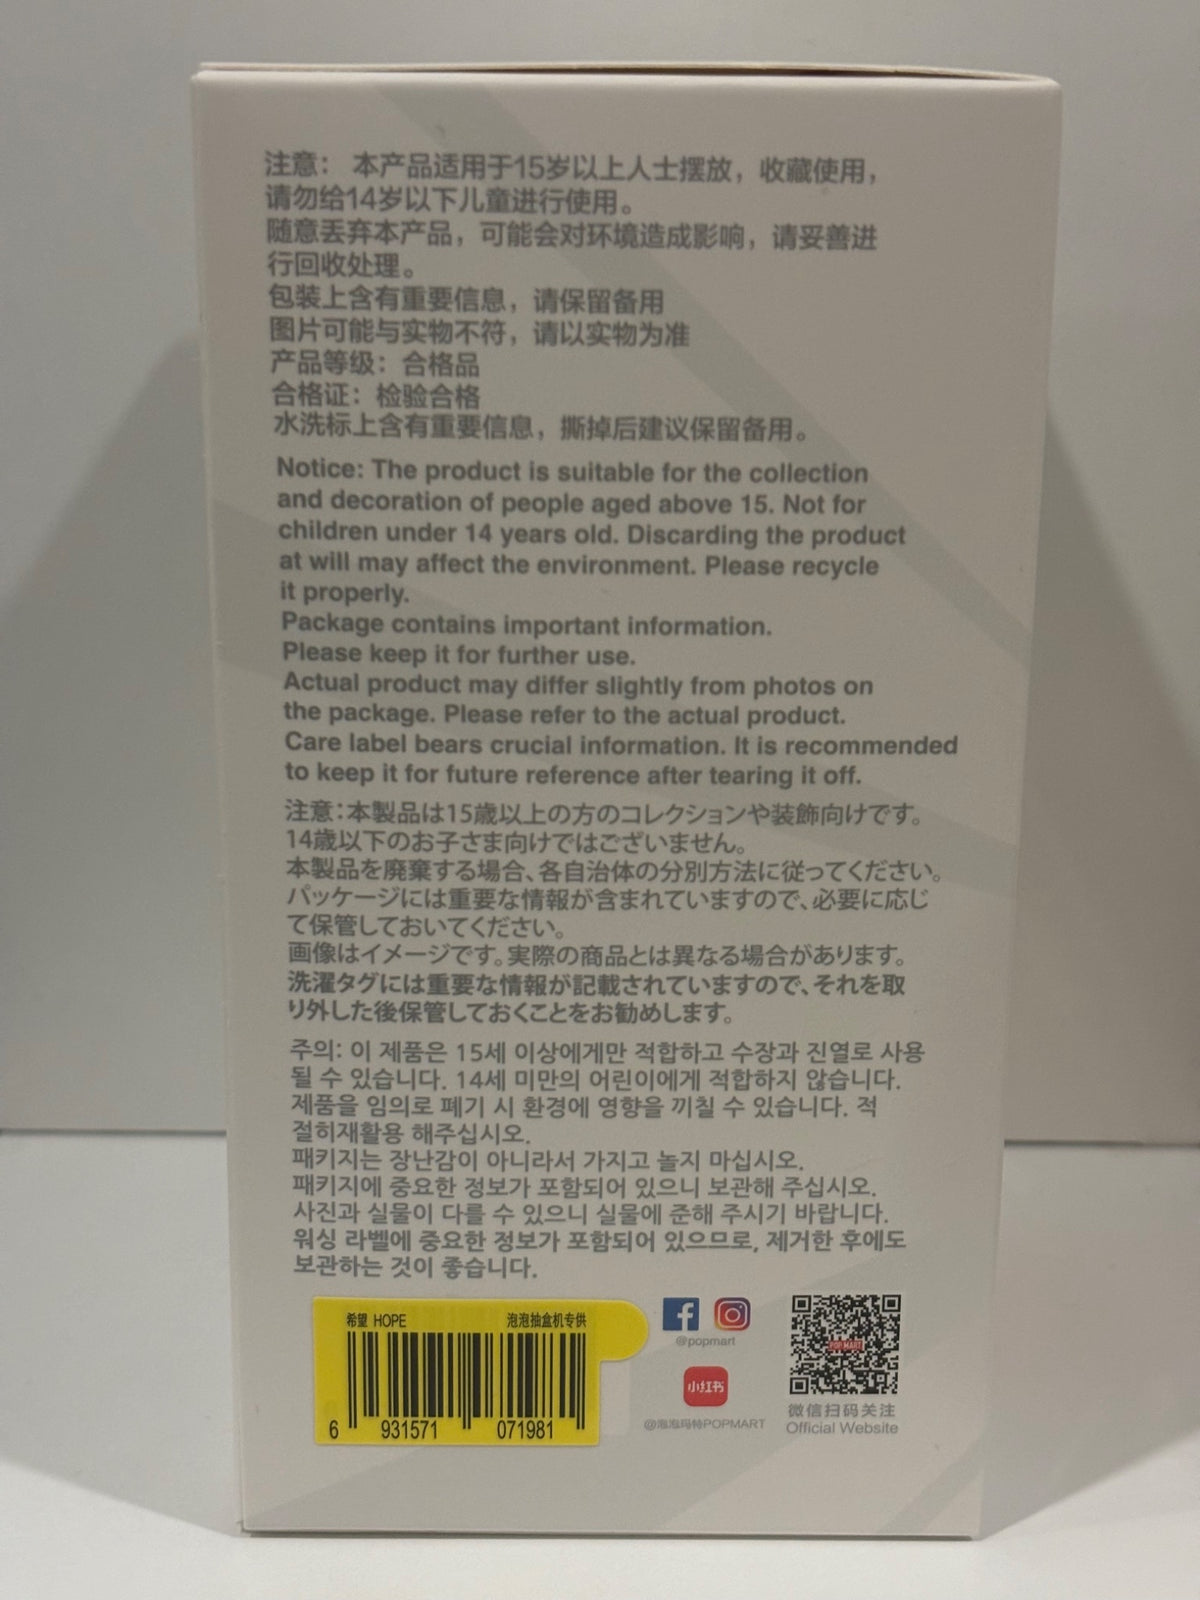 注意： 本产品适用于15岁以上人士摆放，收藏使用，
请勿给14岁以下儿童进行使用。
随意丢弃本产品，可能会对环境造成影响，请妥善进
行回收处理。
包装上含有重要信息，请保留备用
图片可能与实物不符，请以实物为准
产品等级：合格品
合格证：检验合格
水洗标上含有重要信息，撕掉后建议保留备用。
Notice: The product is suitable for the collection
and decoration of people aged above 15. Not for
children under 14 years old. Discarding the product
at will may affect the environment. Please recycle
it properly.
Package contains important information.
Please keep it for further use.
Actual product may differ slightly from photos on
the package. Please refer to the actual product.
Care label bears crucial information. It is recommended
to keep it for future reference after tearing it off.
注意：本製品は15歳以上の方のコレクションや装飾向けです。
14歳以下のお子さま向けではございません。
本製品を廃棄する場合、各自治体の分別方法に従ってください。
パッケージには重要な情報が含まれていますので、必要に応じ
て保管しておいてください。
画像はイメージです。実際の商品とは異なる場合があります。
洗濯タグには重要な情報が記載されていますので、それを取
り外した後保管しておくことをお勧めします。
주의: 이 제품은 15세 이상에게만 적합하고 수장과 진열로 사용
될 수 있습니다. 14세 미만의 어린이에게 적합하지 않습니다.
제품을 임의로 폐기 시 환경에 영향을 끼칠 수 있습니다. 적
절히재활용 해주십시오.
패키지는 장난감이 아니라서 가지고 놀지 마십시오.
패키지에 중요한 정보가 포함되어 있으니 보관해 주십시오.
사진과 실물이 다를 수 있으니 실물에 준해 주시기 바랍니다.
워싱 라벨에 중요한 정보가 포함되어 있으므로, 제거한 후에도
보관하는 것이 좋습니다.
希望 HOPE 泡泡抽盒机专供
6 931571 071981
@popmart
小红书
@泡泡玛特POPMART
POP MART
微信扫码关注
Official Website